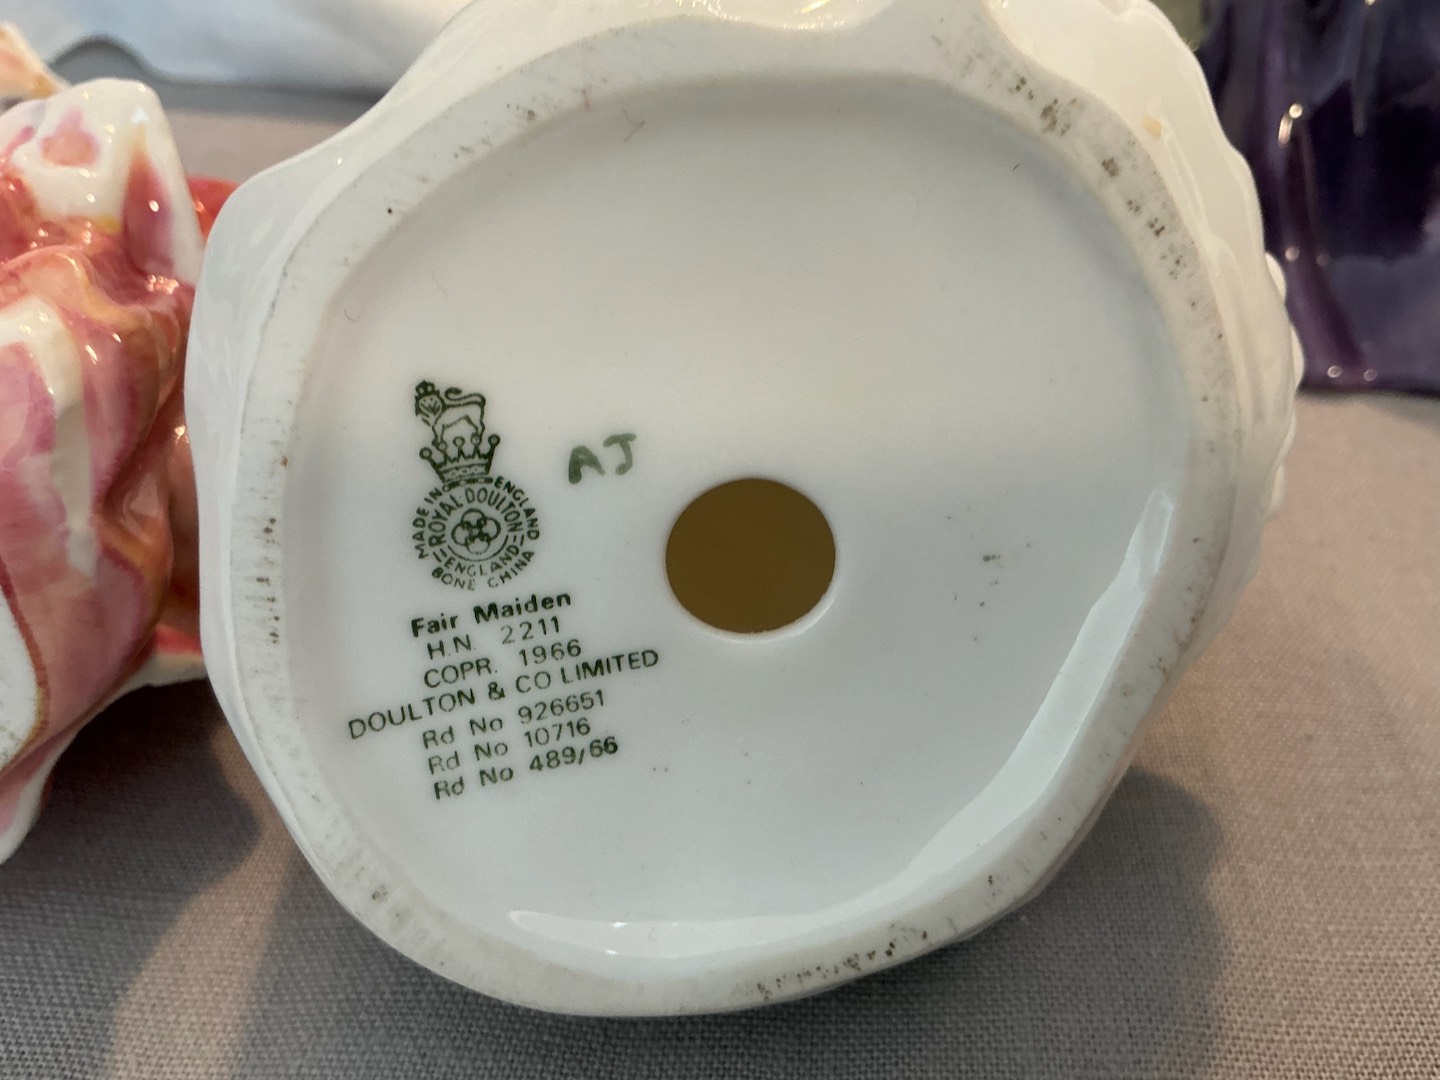 MADE IN ENGLAND
ROYAL DOULTON
ENGLAND
BONE CHINA
AJ
Fair Maiden
H.N. 2211
COPR. 1966
DOULTON & CO LIMITED
Rd No 926651
Rd No 10716
Rd No 489/66